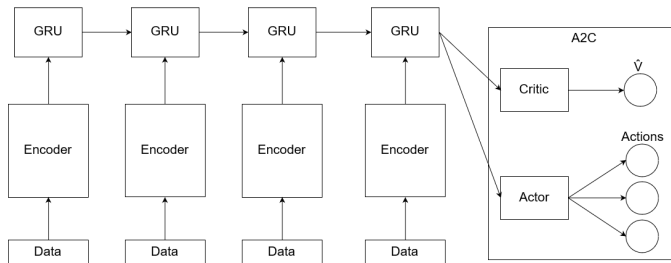 GRU GRU GRU GRU
A2C
V̂
Critic
Encoder Encoder Encoder Encoder
Actions
Actor
Data Data Data Data